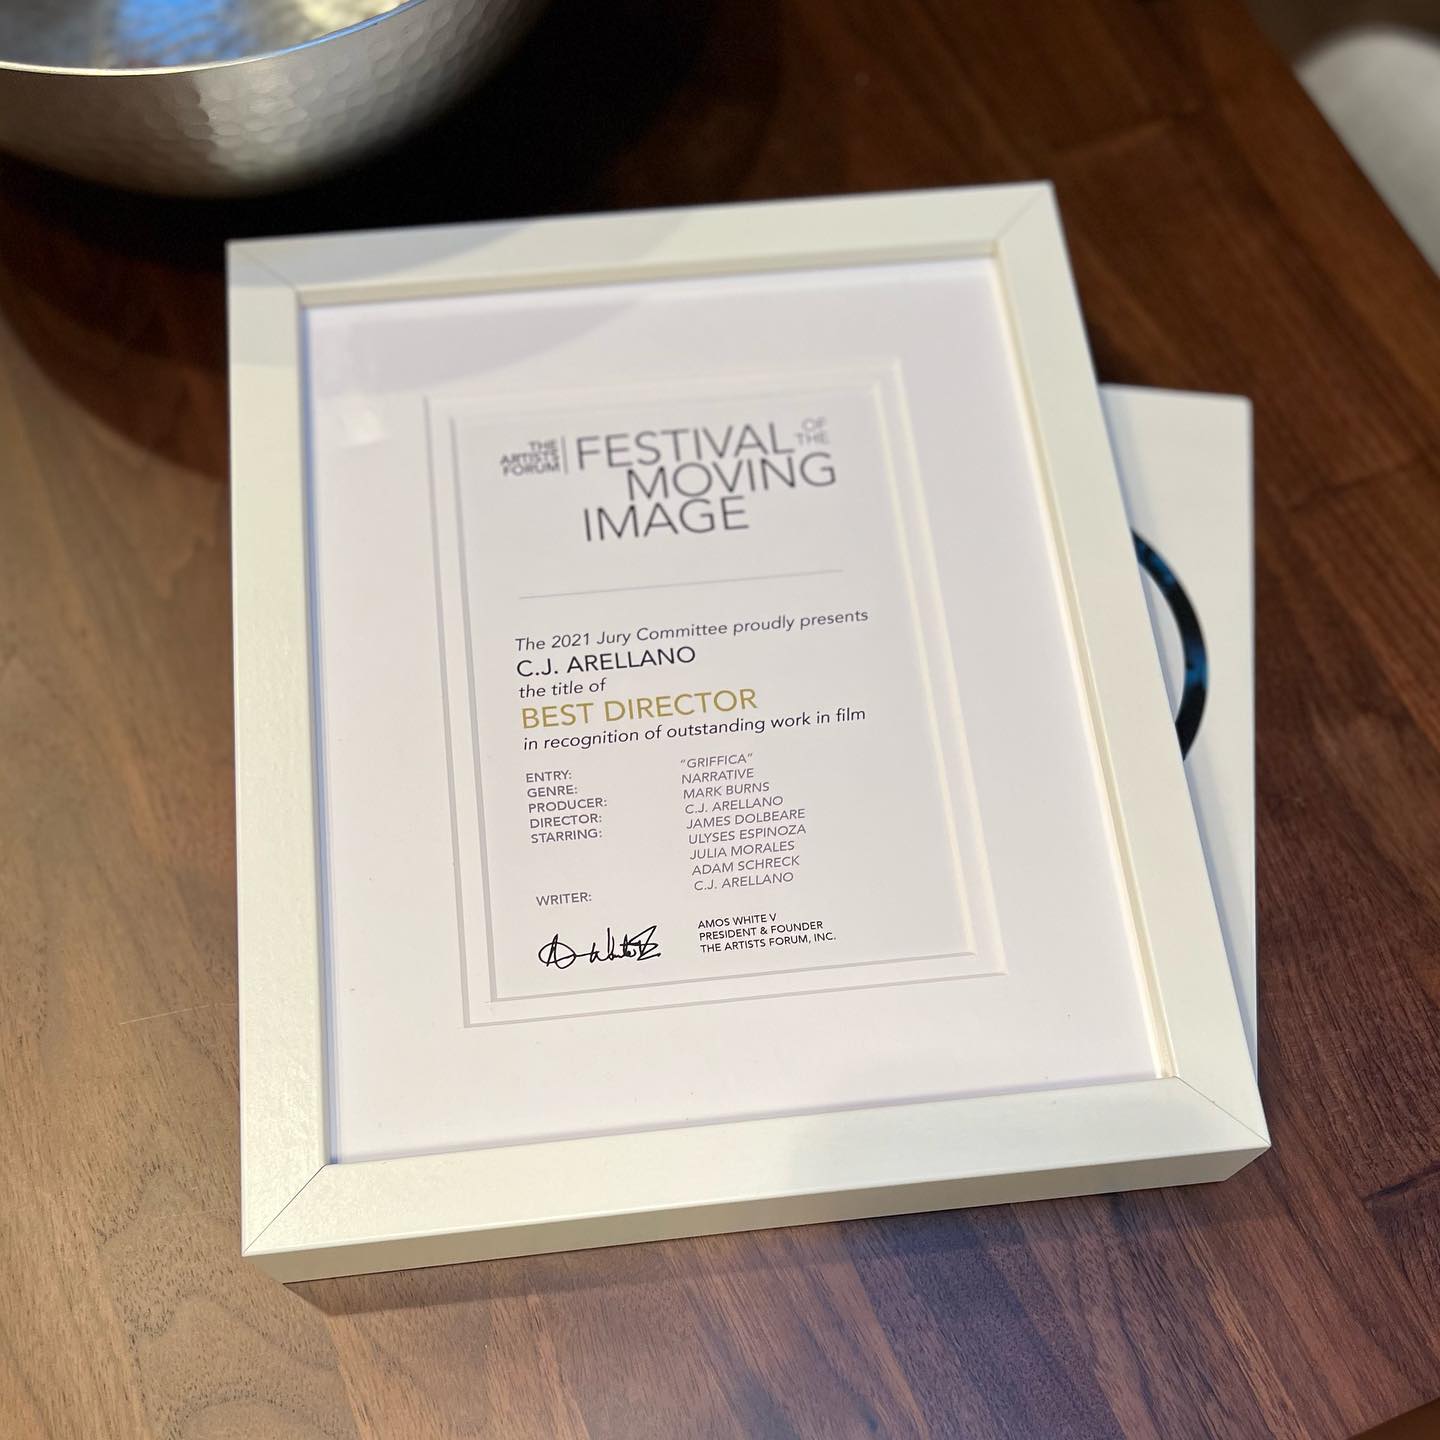 THE
ARTISTS
FORUM
FESTIVAL OF THE
MOVING
IMAGE
The 2021 Jury Committee proudly presents
C.J. ARELLANO
the title of
BEST DIRECTOR
in recognition of outstanding work in film
ENTRY: "GRIFFICA"
GENRE: NARRATIVE
PRODUCER: MARK BURNS
DIRECTOR: C.J. ARELLANO
STARRING: JAMES DOLBEARE
ULYSES ESPINOZA
JULIA MORALES
ADAM SCHRECK
WRITER: C.J. ARELLANO
A White V
AMOS WHITE V
PRESIDENT & FOUNDER
THE ARTISTS FORUM, INC.